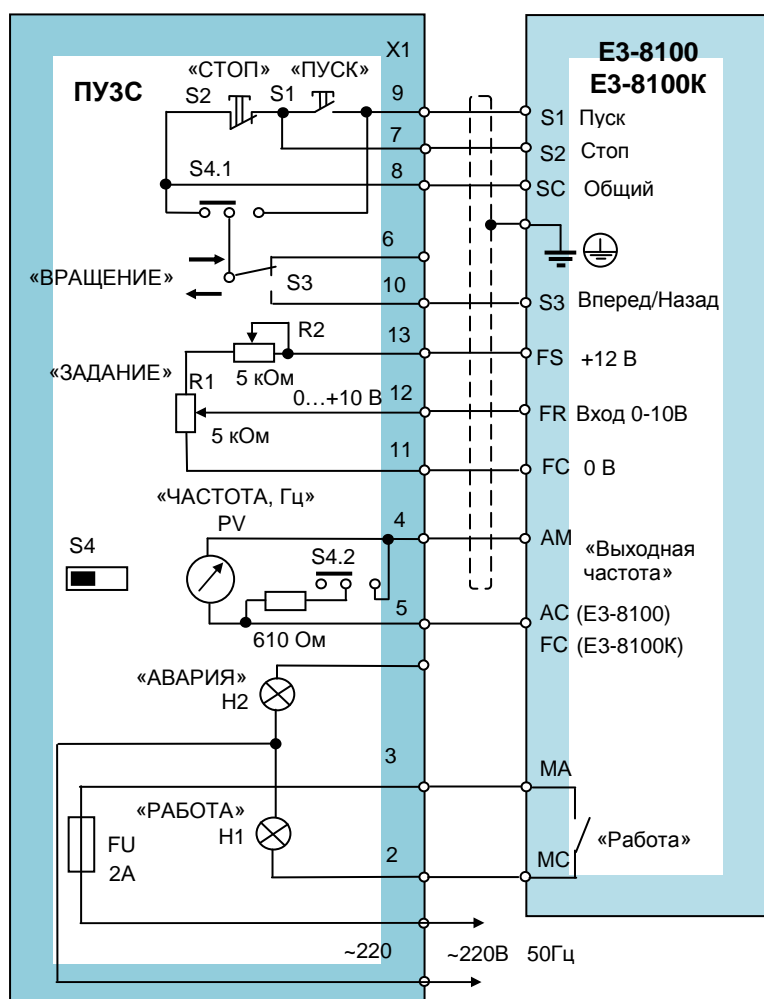 X1
Е3-8100
Е3-8100К
ПУ3С
«СТОП» «ПУСК»
S2 S1 9
S1 Пуск
7
S2 Стоп
S4.1 8
SC Общий
6
«ВРАЩЕНИЕ»
S3
10
S3 Вперед/Назад
R2 13
FS +12 В
«ЗАДАНИЕ»
R1 5 кОм
0...+10 В 12
FR Вход 0-10В
5 кОм
11
FC 0 В
«ЧАСТОТА, Гц»
PV 4
AM «Выходная
частота»
S4
S4.2
5
AC (Е3-8100)
610 Ом
FC (Е3-8100К)
«АВАРИЯ»
H2
3
MA
«РАБОТА»
H1
FU
2А
2
MC
«Работа»
~220 ~220В 50Гц